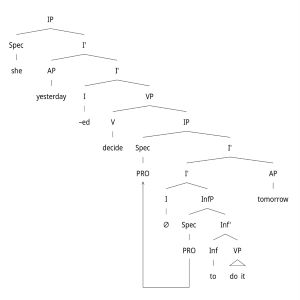 IP
Spec I'
she AP I'
yesterday I VP
-ed V IP
decide Spec I'
PRO I' AP
I InfP tomorrow
Ø Spec Inf'
PRO Inf VP
to do it